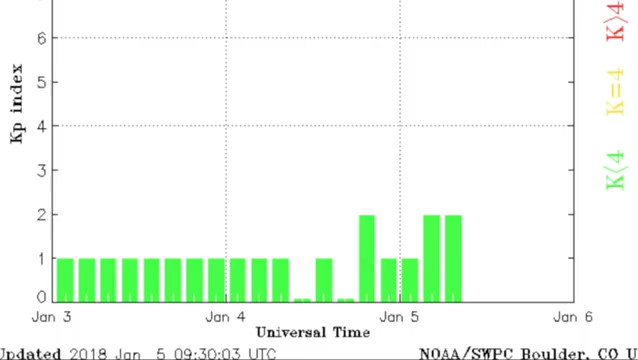 6
5
4
3
2
1
0
Kp index
Jan 3 Jan 4 Jan 5 Jan 6
Universal Time
Updated 2018 Jan 5 09:30:03 UTC NOAA/SWPC Boulder, CO U
K<4 K=4 K>4